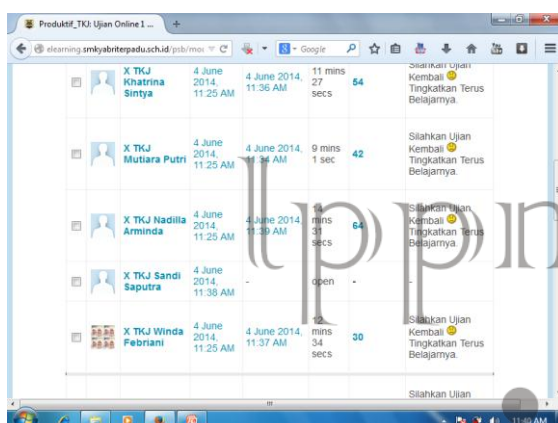 Produktif_TKJ: Ujian Online 1 ...
elearning.smkyabriterpadu.sch.id/psb/mo
Google
X TKJ Khatrina Sintya
4 June 2014, 11:25 AM
4 June 2014, 11:36 AM
11 mins 27 secs
54
Silahkan Ujian Kembali
Tingkatkan Terus Belajarnya.
X TKJ Mutiara Putri
4 June 2014, 11:25 AM
4 June 2014, 11:34 AM
9 mins 1 sec
42
Silahkan Ujian Kembali
Tingkatkan Terus Belajarnya.
X TKJ Nadilla Arminda
4 June 2014, 11:25 AM
4 June 2014, 11:39 AM
14 mins 31 secs
64
Silahkan Ujian Kembali
Tingkatkan Terus Belajarnya.
X TKJ Sandi Saputra
4 June 2014, 11:38 AM
-
open
-
-
X TKJ Winda Febriani
4 June 2014, 11:25 AM
4 June 2014, 11:37 AM
12 mins 34 secs
30
Silahkan Ujian Kembali
Tingkatkan Terus Belajarnya.
Silahkan Ujian
11:40 AM